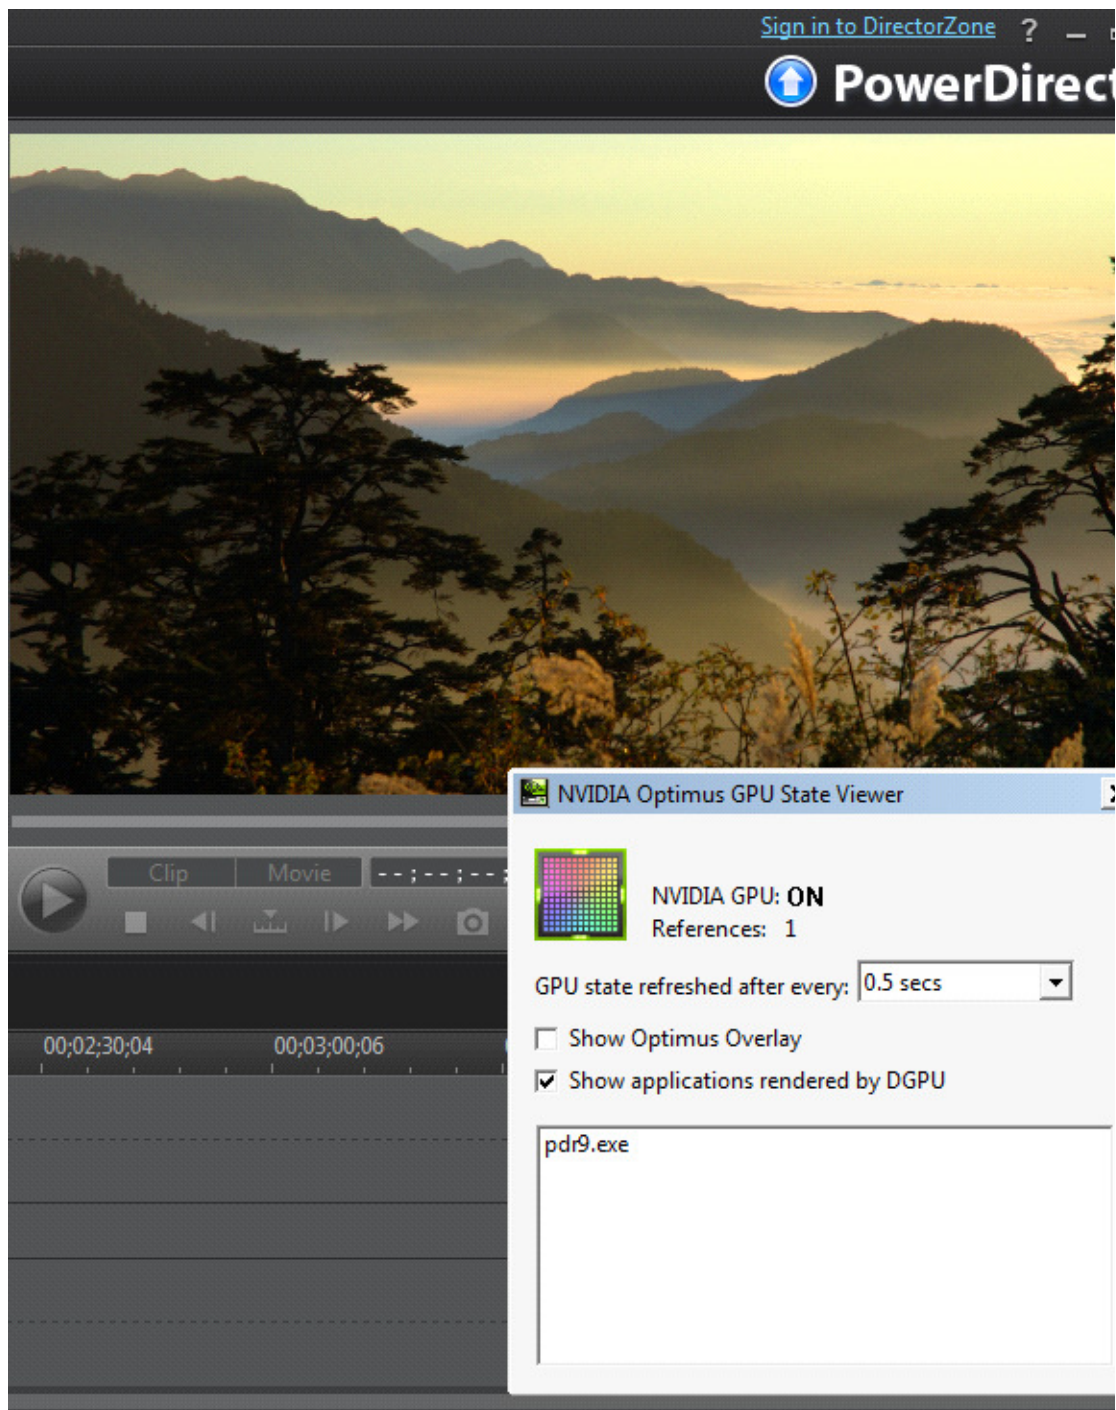 Sign in to DirectorZone ?
PowerDirect
Clip Movie --;--;--;
NVIDIA Optimus GPU State Viewer
NVIDIA GPU: ON
References: 1
GPU state refreshed after every: 0.5 secs
Show Optimus Overlay
00;02;30;04 00;03;00;06
Show applications rendered by DGPU
pdr9.exe